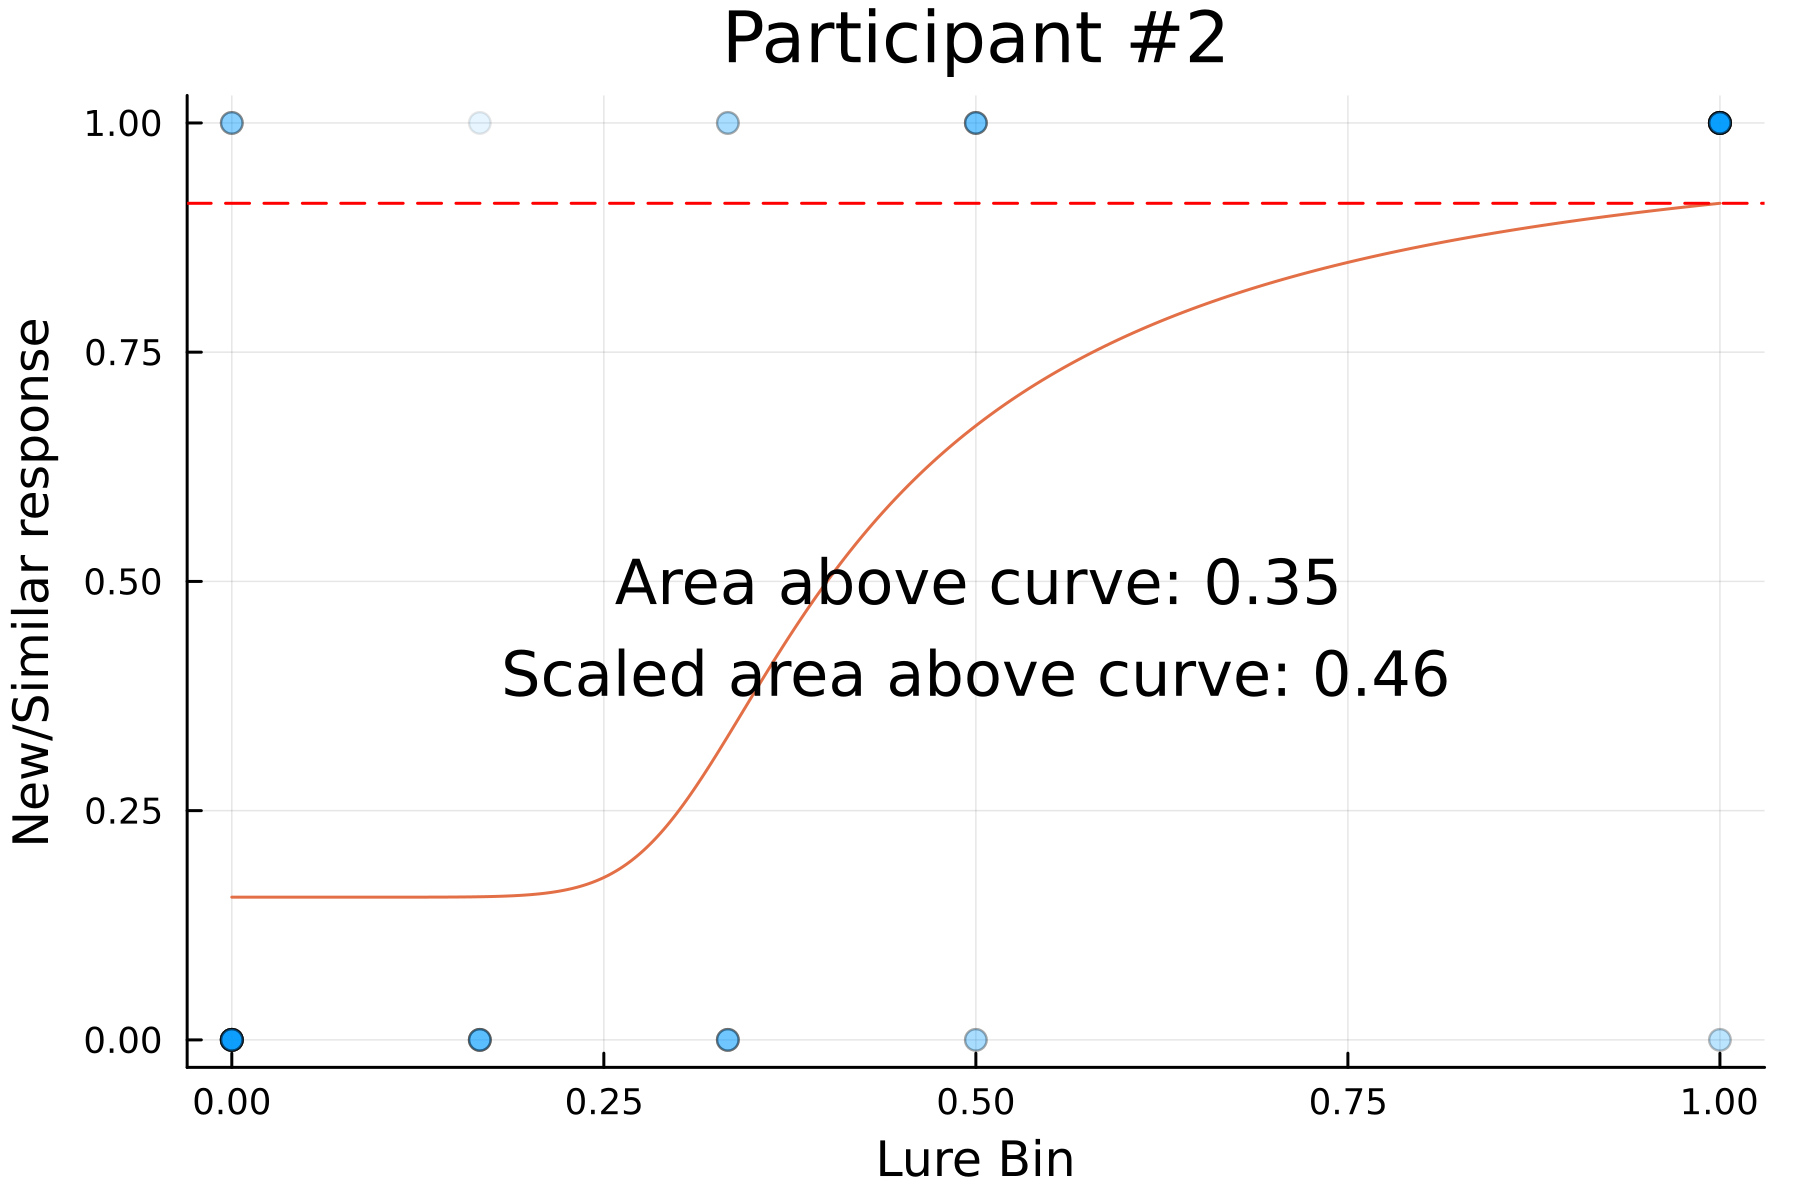 Participant #2
1.00
0.75
0.50
0.25
0.00
New/Similar response
Area above curve: 0.35
Scaled area above curve: 0.46
0.00 0.25 0.50 0.75 1.00
Lure Bin